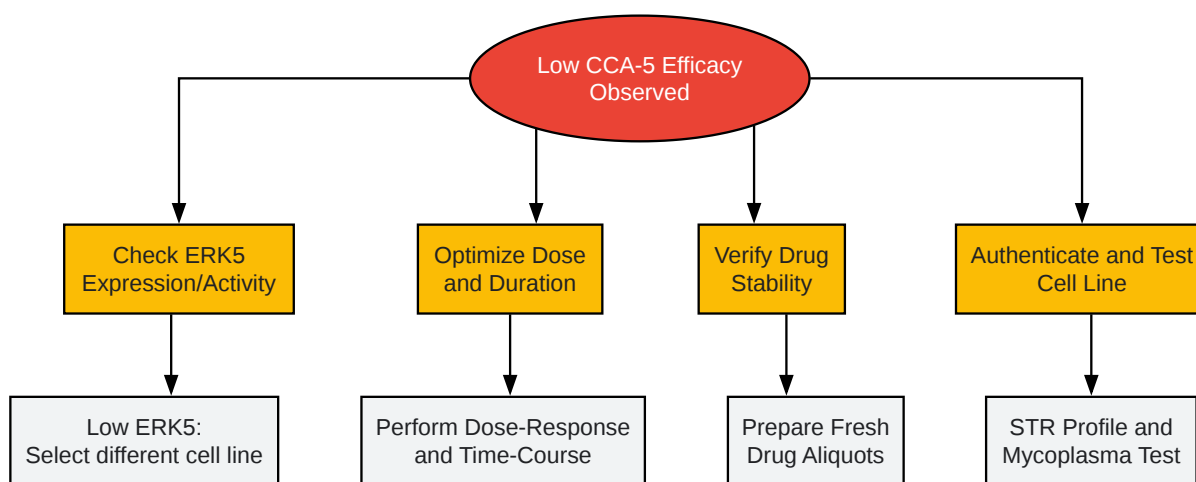 Low CCA-5 Efficacy
Observed
Check ERK5
Expression/Activity
Optimize Dose
and Duration
Verify Drug
Stability
Authenticate and Test
Cell Line
Low ERK5:
Select different cell line
Perform Dose-Response
and Time-Course
Prepare Fresh
Drug Aliquots
STR Profile and
Mycoplasma Test